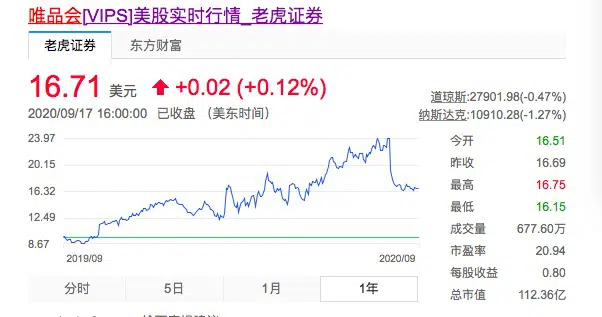 唯品会[VIPS]美股实时行情_老虎证券
老虎证券 东方财富
16.71 美元 +0.02 (+0.12%)
2020/09/17 16:00:00 已收盘 （美东时间）
道琼斯:27901.98(-0.47%)
纳斯达克:10910.28(-1.27%)
23.97
20.15
16.32
12.49
8.67
2019/09 2020/09
分时 5日 1月 1年
今开 16.51
昨收 16.69
最高 16.75
最低 16.15
成交量 677.60万
市盈率 20.94
每股收益 0.80
总市值 112.36亿